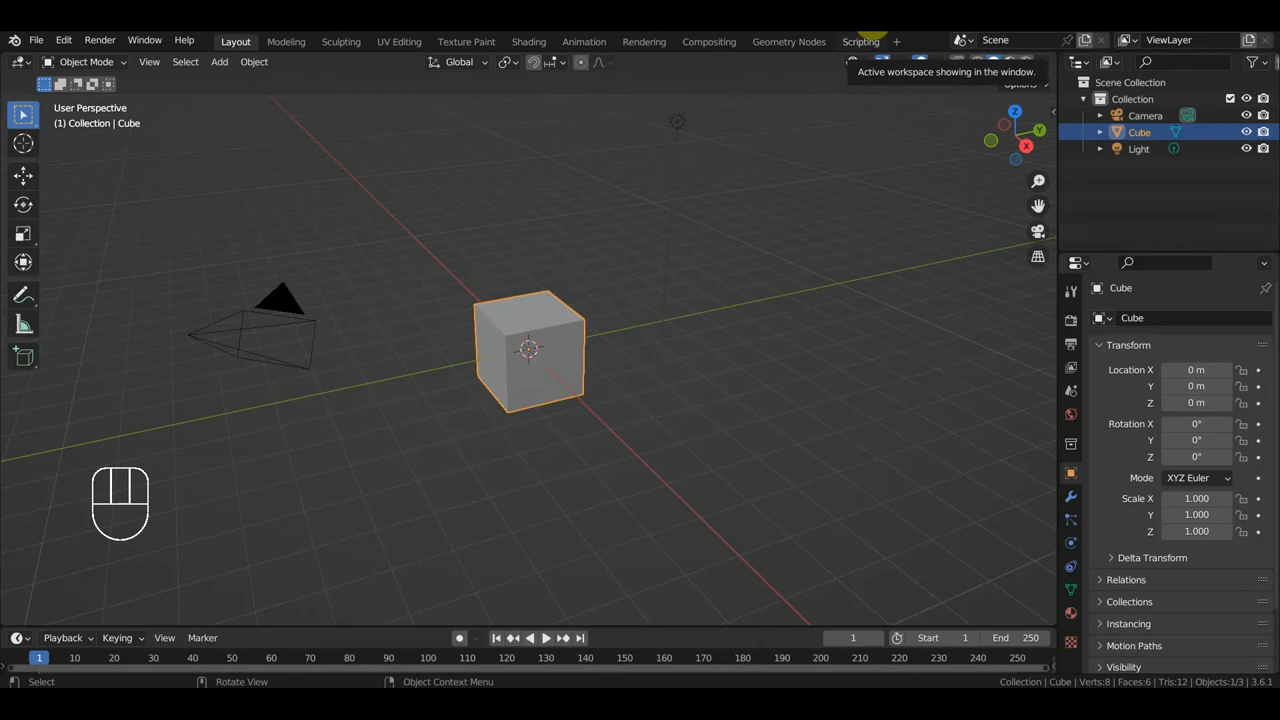 File Edit Render Window Help Layout Modeling Sculpting UV Editing Texture Paint Shading Animation Rendering Compositing Geometry Nodes Scripting + Scene ViewLayer
Object Mode View Select Add Object Global
Active workspace showing in the window.
Options
User Perspective
(1) Collection | Cube
Z
Y
X
Scene Collection
Collection
Camera
Cube
Light
Cube
Cube
Transform
Location X 0 m
Y 0 m
Z 0 m
Rotation X 0°
Y 0°
Z 0°
Mode XYZ Euler
Scale X 1.000
Y 1.000
Z 1.000
Delta Transform
Relations
Collections
Instancing
Motion Paths
Visibility
Playback Keying View Marker 1 Start 1 End 250
1 10 20 30 40 50 60 70 80 90 100 110 120 130 140 150 160 170 180 190 200 210 220 230 240 250
Select Rotate View Object Context Menu Collection | Cube | Verts:8 | Faces:6 | Tris:12 | Objects:1/3 | 3.6.1